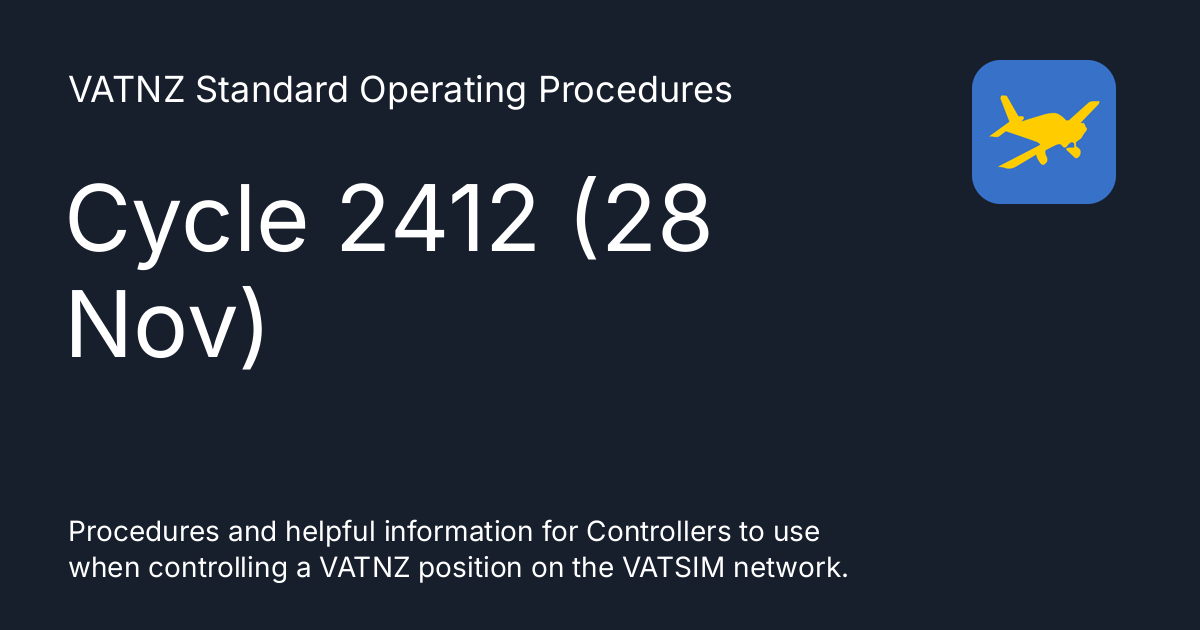 VATNZ Standard Operating Procedures
Cycle 2412 (28
Nov)
Procedures and helpful information for Controllers to use
when controlling a VATNZ position on the VATSIM network.